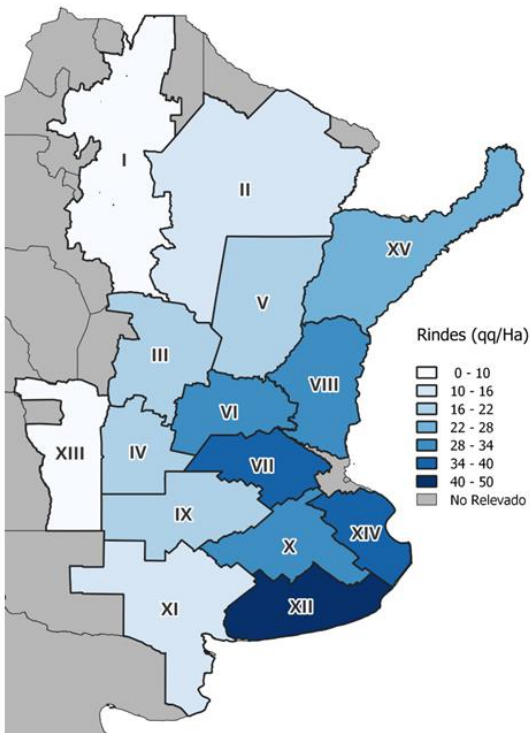 I
II
XV
V
III
VIII
Rindes (qq/Ha)
0 - 10
10 - 16
16 - 22
22 - 28
28 - 34
34 - 40
40 - 50
No Relevado
VI
XIII
IV
VII
IX
XIV
X
XI
XII